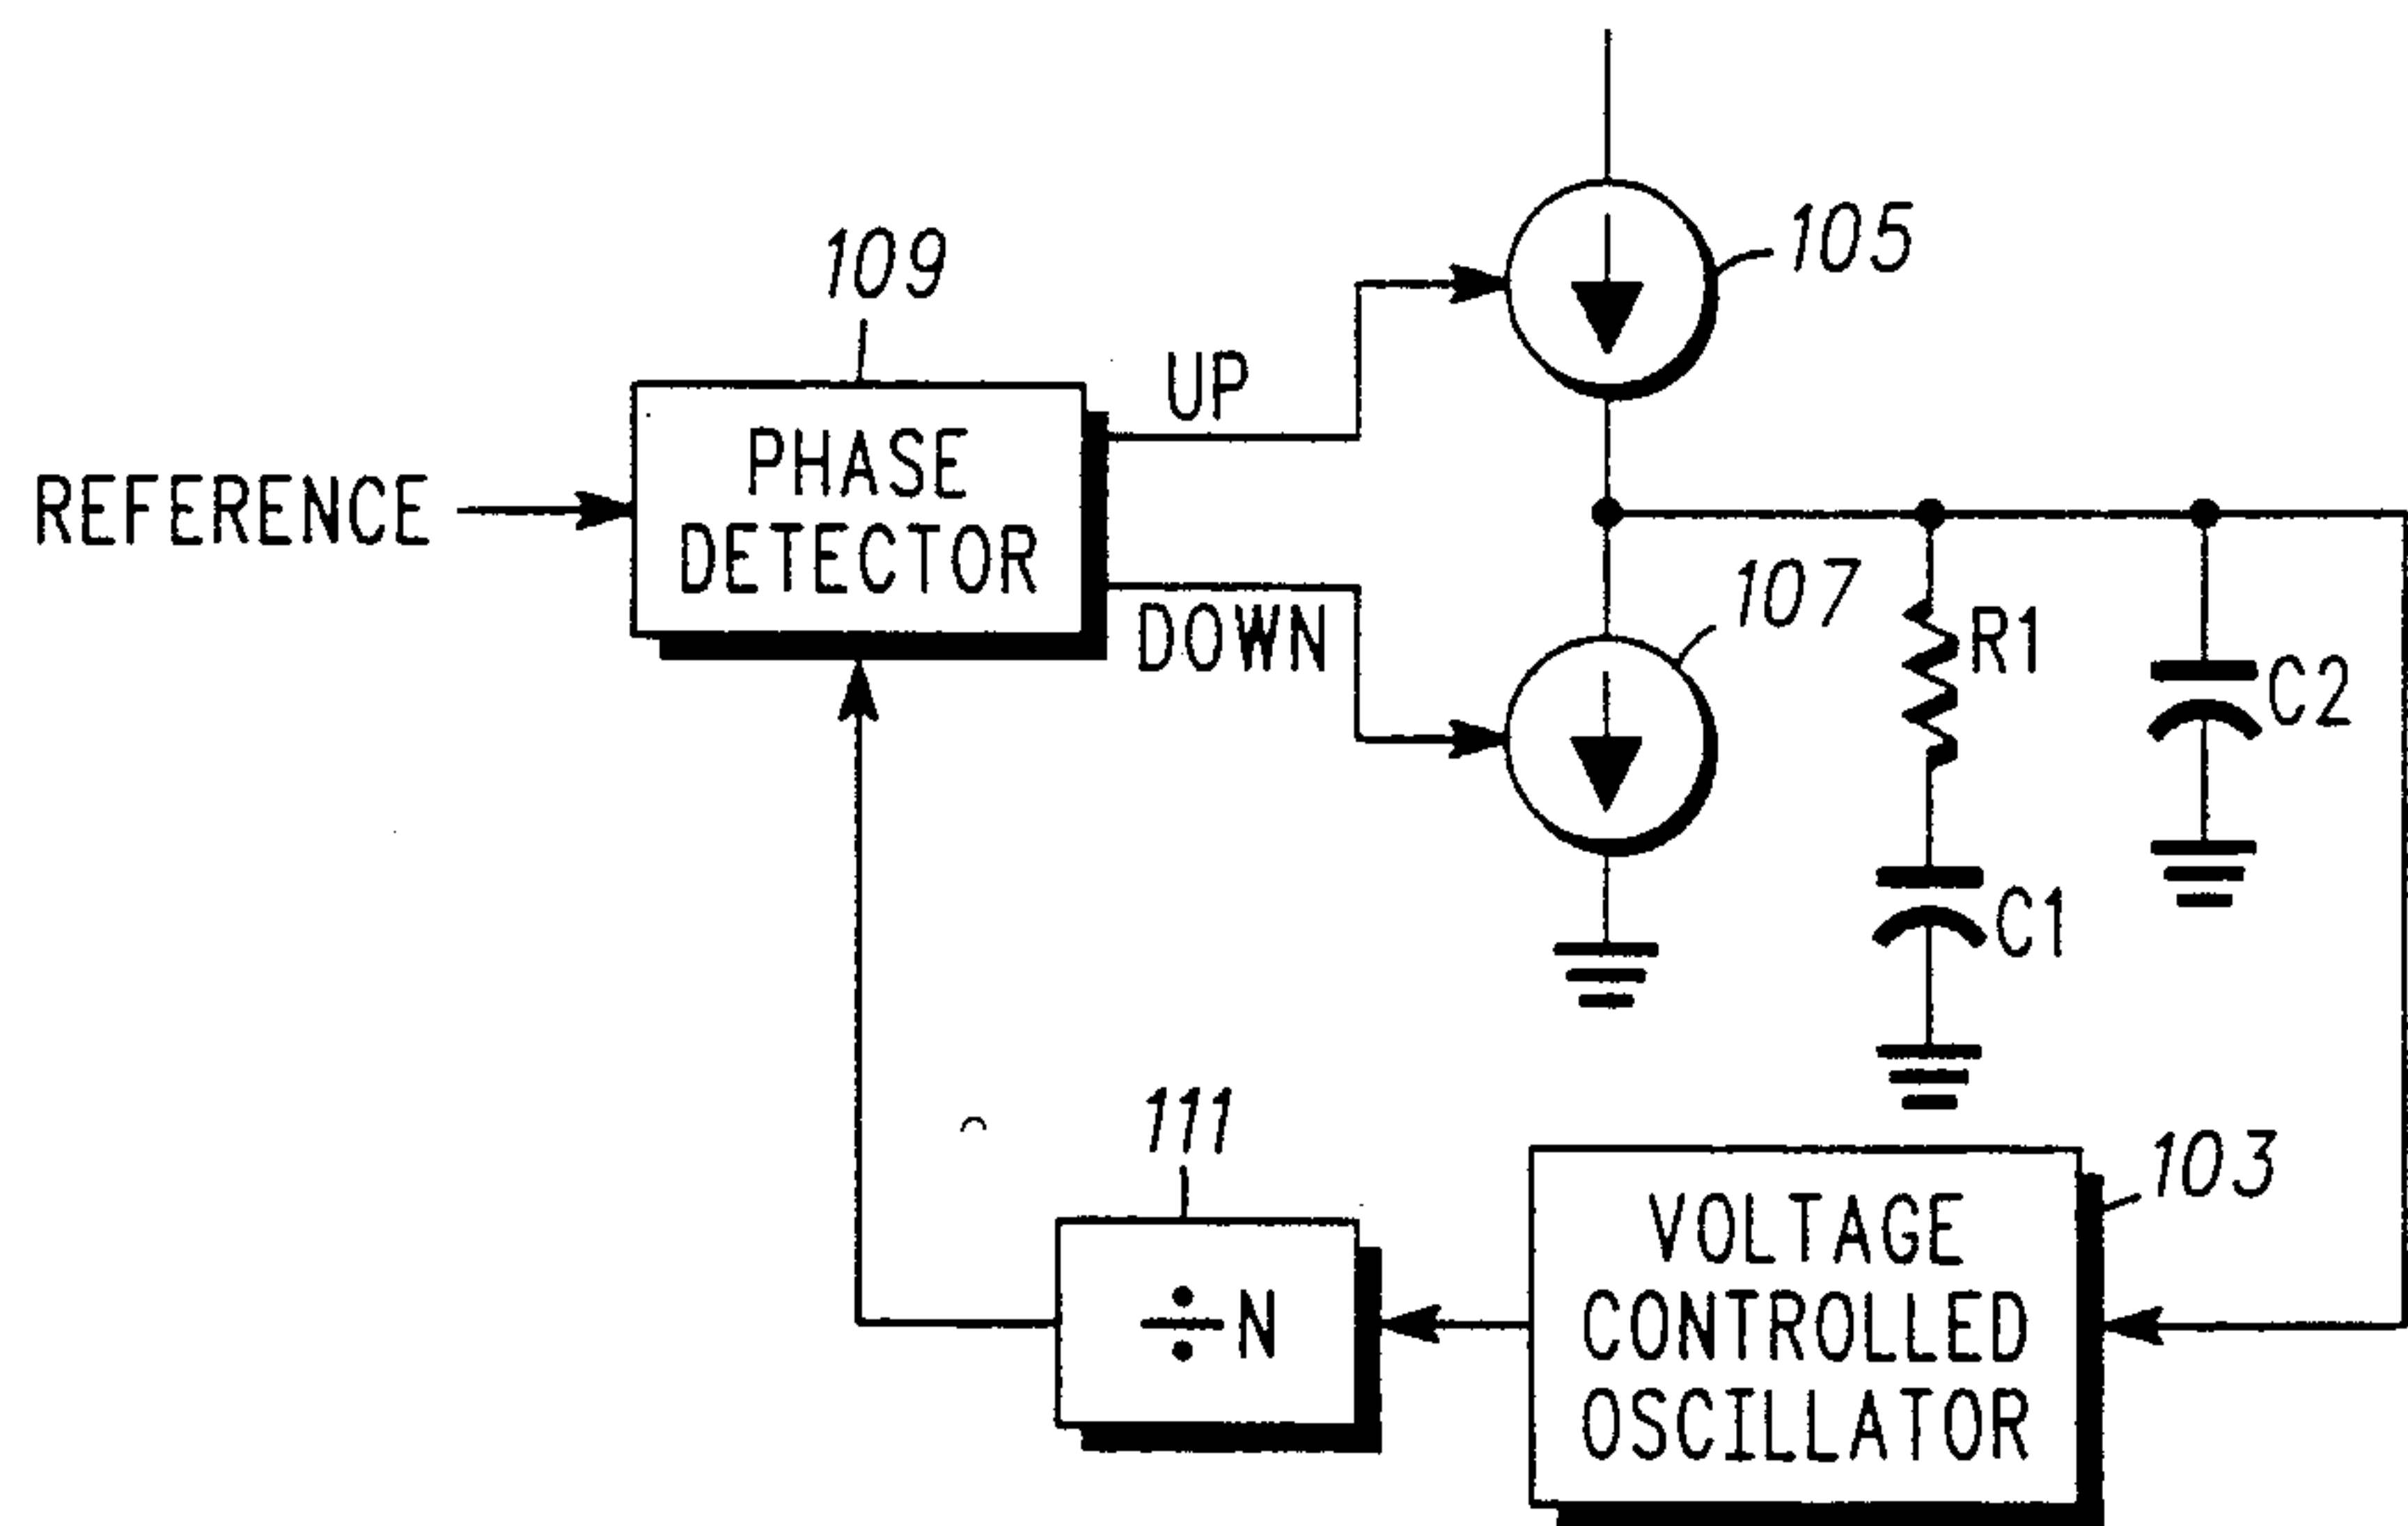 105
109
UP
PHASE
DETECTOR
REFERENCE
DOWN
107
R1
C2
C1
111
103
÷N
VOLTAGE
CONTROLLED
OSCILLATOR